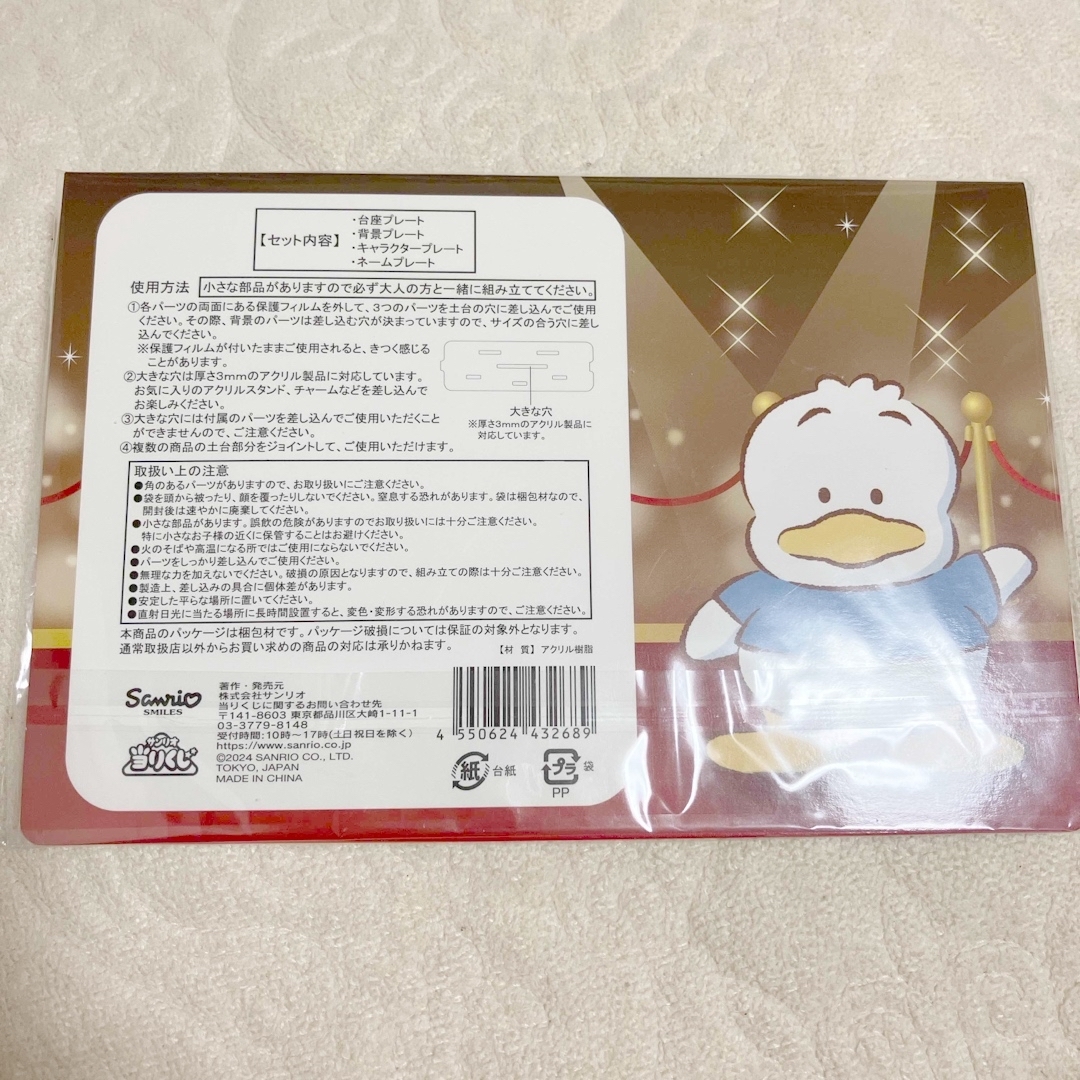 【セット内容】
・台座プレート
・背景プレート
・キャラクタープレート
・ネームプレート
使用方法
小さな部品がありますので必ず大人の方と一緒に組み立ててください。
①各パーツの両面にある保護フィルムを外して、3つのパーツを土台の穴に差し込んでご使用
ください。その際、背景のパーツは差し込む穴が決まっていますので、サイズの合う穴に差し
込んでください。
※保護フィルムが付いたままご使用されると、きつく感じる
ことがあります。
②大きな穴は厚さ3mmのアクリル製品に対応しています。
お気に入りのアクリルスタンド、チャームなどを差し込んで
お楽しみください。
③大きな穴には付属のパーツを差し込んでご使用いただくこと
ができませんので、ご注意ください。
④複数の商品の土台部分をジョイントして、ご使用いただけます。
大きな穴
※厚さ3mmのアクリル製品に
対応しています。
取扱い上の注意
●角のあるパーツがありますので、お取り扱いにご注意ください。
●袋を頭から被ったり、顔を覆ったりしないでください。窒息する恐れがあります。袋は梱包材なので、
開封後は速やかに廃棄してください。
●小さな部品があります。誤飲の危険がありますのでお取り扱いには十分ご注意ください。
特に小さなお子様の近くに保管することはお避けください。
●火のそばや高温になる所ではご使用にならないでください。
●パーツをしっかり差し込んでご使用ください。
●無理な力を加えないでください。破損の原因となりますので、組み立ての際は十分ご注意ください。
●製造上、差し込みの具合に個体差があります。
●安定した平らな場所に置いてください。
●直射日光に当たる場所に長時間設置すると、変色・変形する恐れがありますので、ご注意ください。
本商品のパッケージは梱包材です。パッケージ破損については保証の対象外となります。
通常取扱店以外からお買い求めの商品の対応は承りかねます。
【材 質】アクリル樹脂
Sanrio
SMILES
サンリオ
当りくじ
著作・発売元
株式会社サンリオ
当りくじに関するお問い合わせ先
〒141-8603 東京都品川区大崎1-11-1
03-3779-8148
受付時間:10時〜17時(土日祝日を除く)
https://www.sanrio.co.jp
©2024 SANRIO CO., LTD.
TOKYO, JAPAN
MADE IN CHINA
4 550624 432689
紙 台紙
プラ 袋
PP